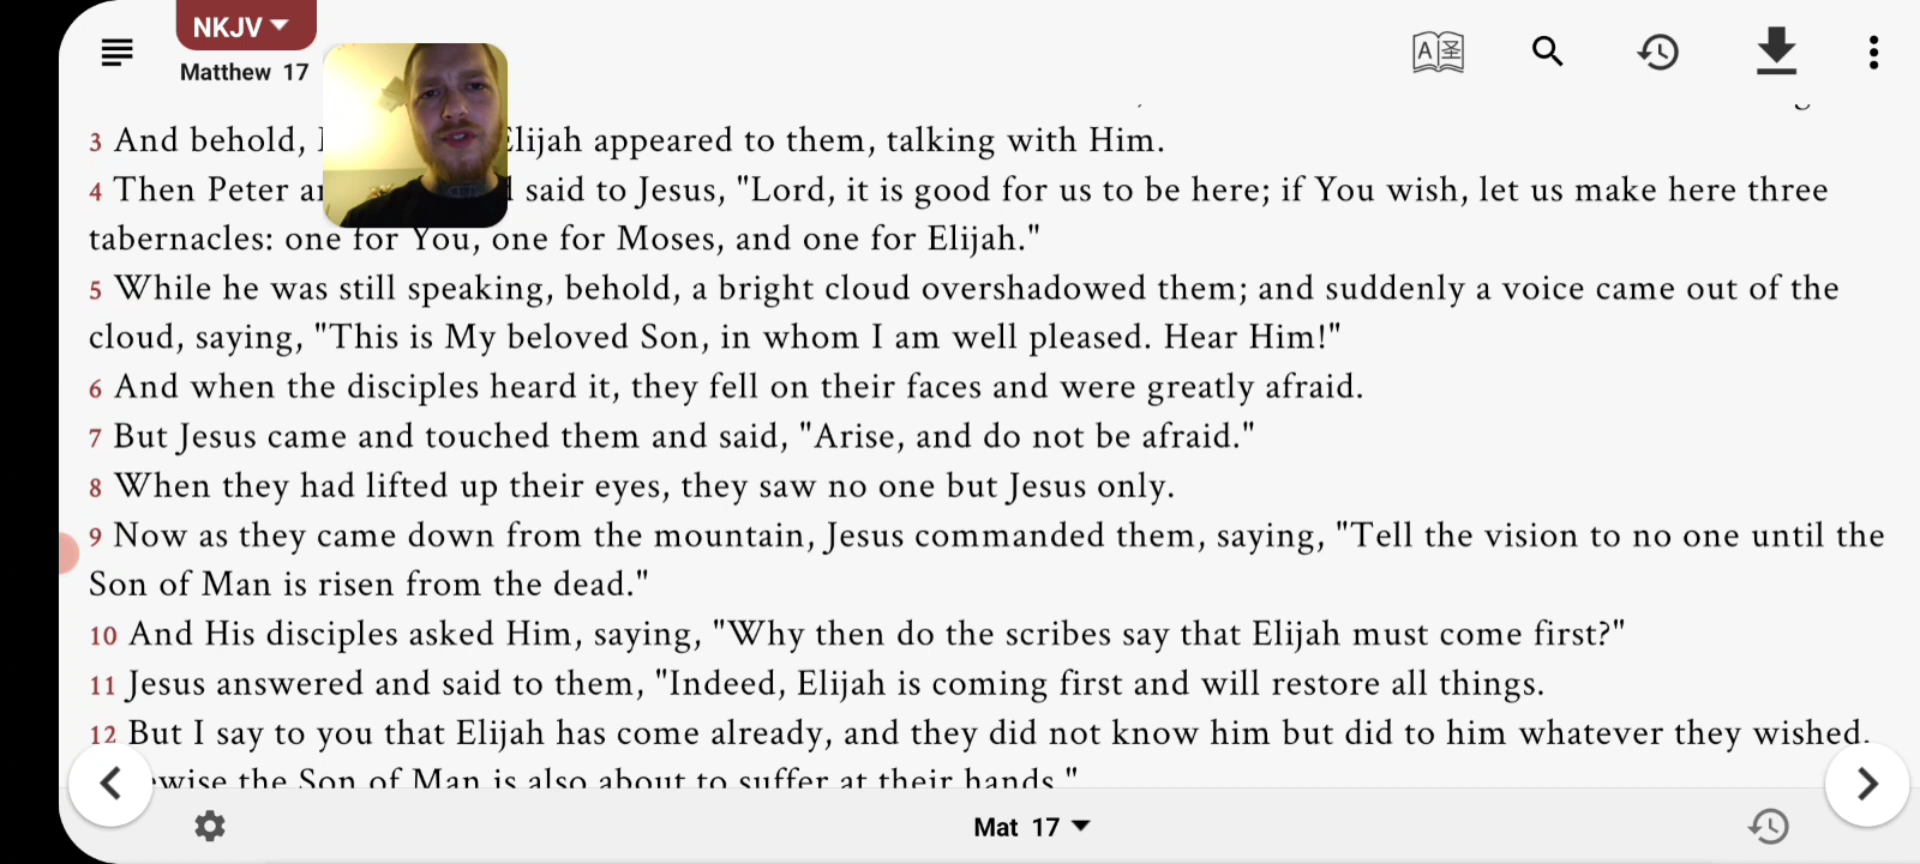 NKJV
Matthew 17
3 And behold, Elijah appeared to them, talking with Him.
4 Then Peter said to Jesus, "Lord, it is good for us to be here; if You wish, let us make here three
tabernacles: one for You, one for Moses, and one for Elijah."
5 While he was still speaking, behold, a bright cloud overshadowed them; and suddenly a voice came out of the
cloud, saying, "This is My beloved Son, in whom I am well pleased. Hear Him!"
6 And when the disciples heard it, they fell on their faces and were greatly afraid.
7 But Jesus came and touched them and said, "Arise, and do not be afraid."
8 When they had lifted up their eyes, they saw no one but Jesus only.
9 Now as they came down from the mountain, Jesus commanded them, saying, "Tell the vision to no one until the
Son of Man is risen from the dead."
10 And His disciples asked Him, saying, "Why then do the scribes say that Elijah must come first?"
11 Jesus answered and said to them, "Indeed, Elijah is coming first and will restore all things.
12 But I say to you that Elijah has come already, and they did not know him but did to him whatever they wished.
the Son of Man is also about to suffer at their hands "
Mat 17